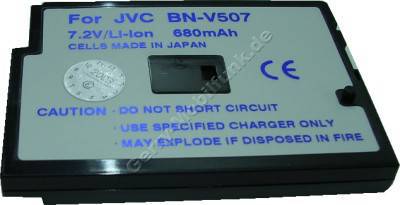 For JVC BN-V507
7.2V/Li-Ion 680mAh
CELLS MADE IN JAPAN
CAUTION - DO NOT SHORT CIRCUIT
- USE SPECIFIED CHARGER ONLY
- MAY EXPLODE IF DISPOSED IN FIRE